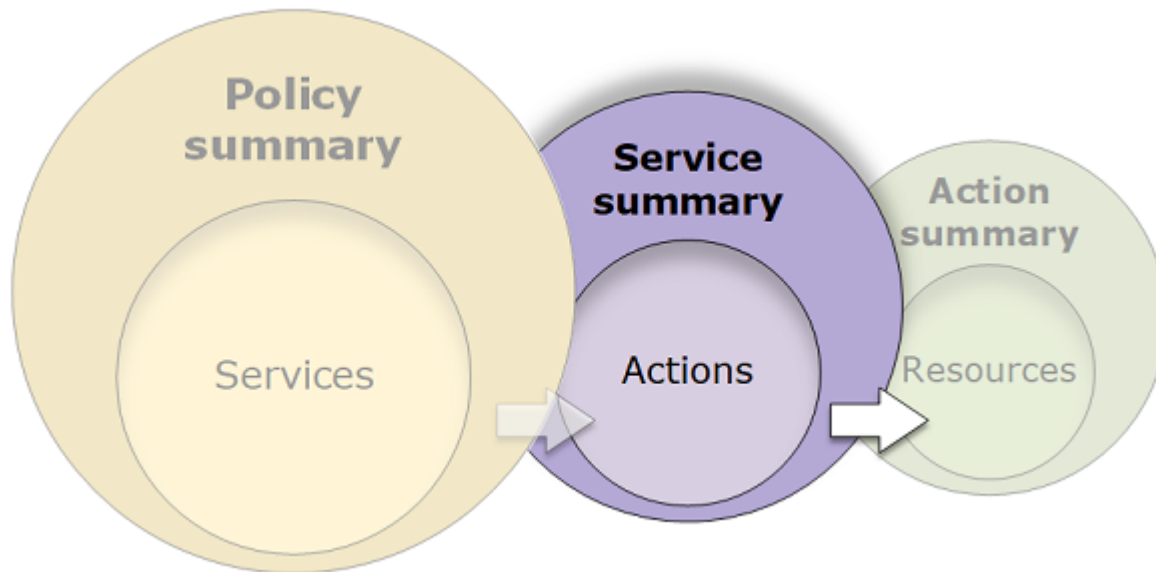 Policy
summary
Services
Service
summary
Actions
Action
summary
Resources